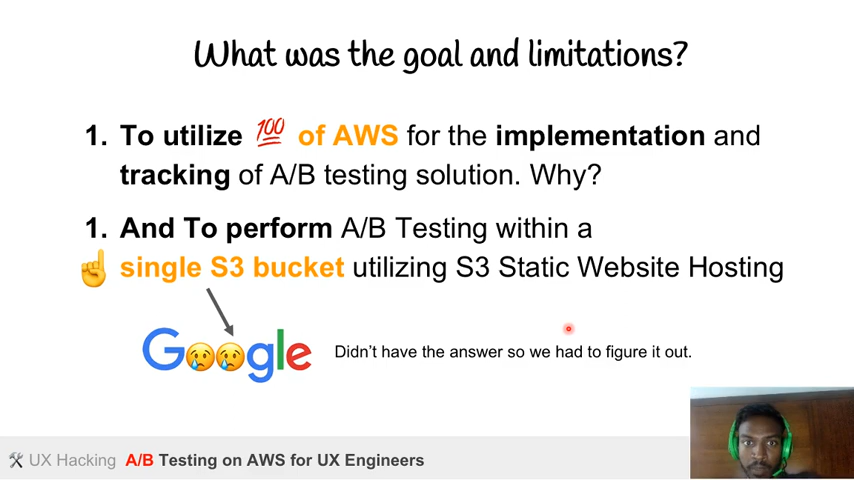 What was the goal and limitations?
1. To utilize 💯 of AWS for the implementation and
tracking of A/B testing solution. Why?
1. And To perform A/B Testing within a
☝️ single S3 bucket utilizing S3 Static Website Hosting
G😢😢gle Didn’t have the answer so we had to figure it out.
🛠 UX Hacking A/B Testing on AWS for UX Engineers